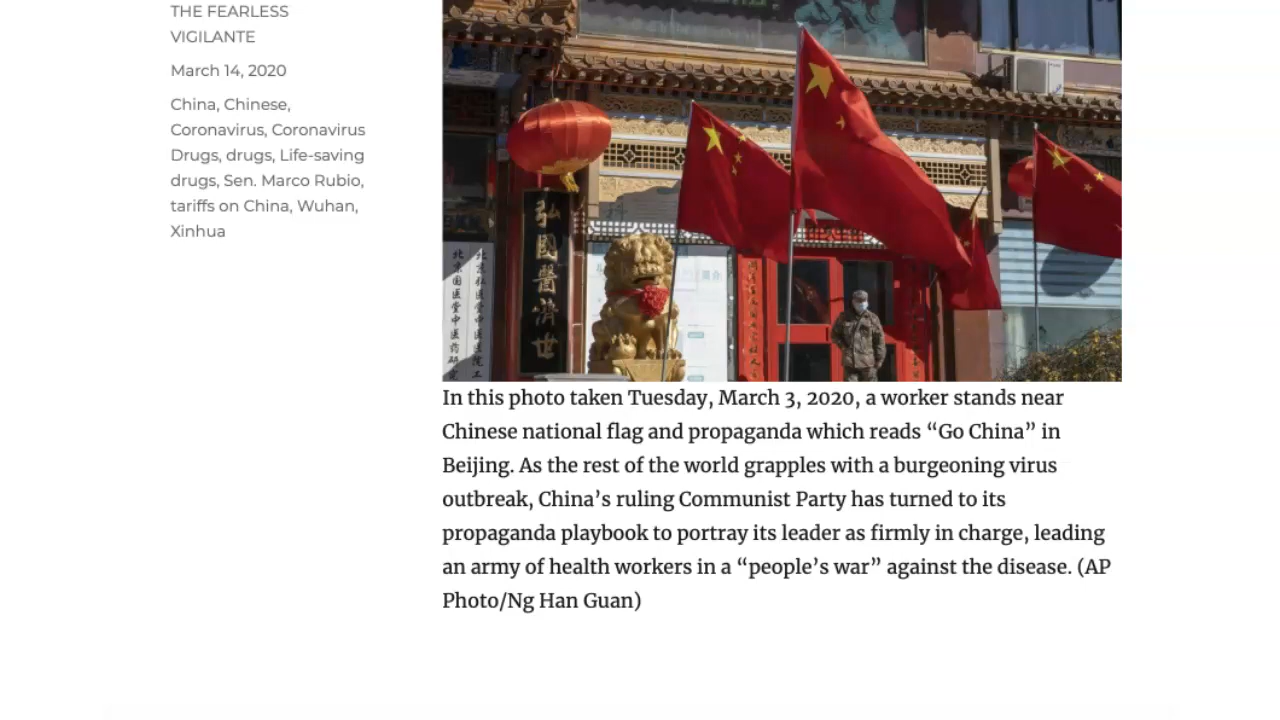 THE FEARLESS
VIGILANTE
March 14, 2020
China, Chinese,
Coronavirus, Coronavirus
Drugs, drugs, Life-saving
drugs, Sen. Marco Rubio,
tariffs on China, Wuhan,
Xinhua
弘國醫濟世
In this photo taken Tuesday, March 3, 2020, a worker stands near
Chinese national flag and propaganda which reads “Go China” in
Beijing. As the rest of the world grapples with a burgeoning virus
outbreak, China’s ruling Communist Party has turned to its
propaganda playbook to portray its leader as firmly in charge, leading
an army of health workers in a “people’s war” against the disease. (AP
Photo/Ng Han Guan)